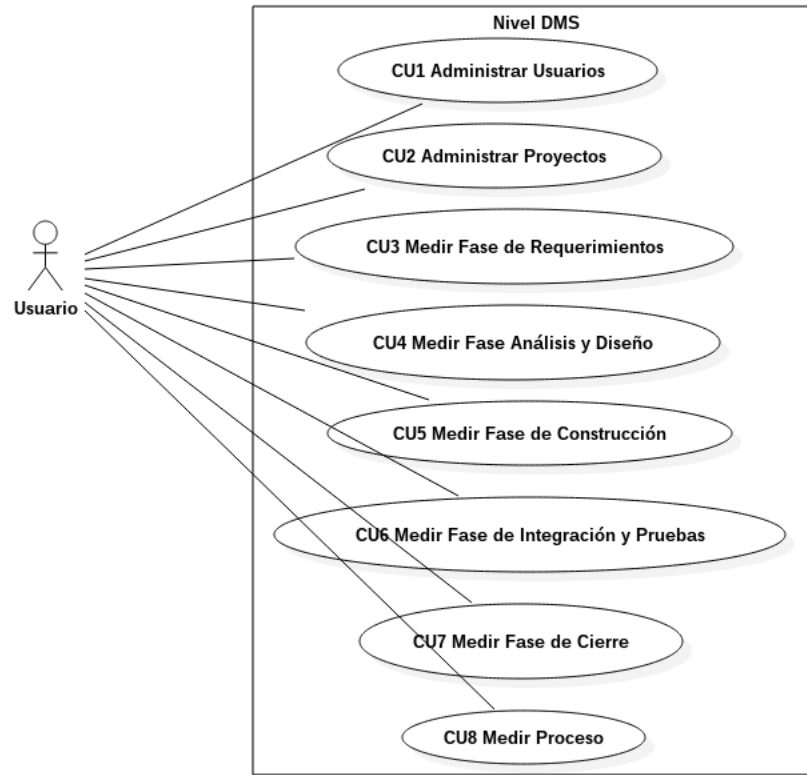 Nivel DMS
CU1 Administrar Usuarios
CU2 Administrar Proyectos
CU3 Medir Fase de Requerimientos
Usuario
CU4 Medir Fase Análisis y Diseño
CU5 Medir Fase de Construcción
CU6 Medir Fase de Integración y Pruebas
CU7 Medir Fase de Cierre
CU8 Medir Proceso